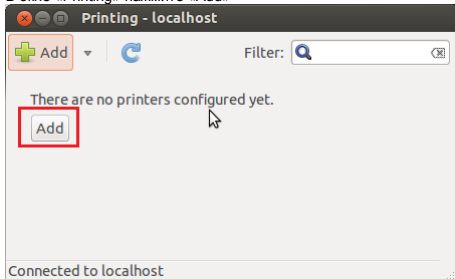 Printing - localhost
Add Filter:
There are no printers configured yet.
Add
Connected to localhost